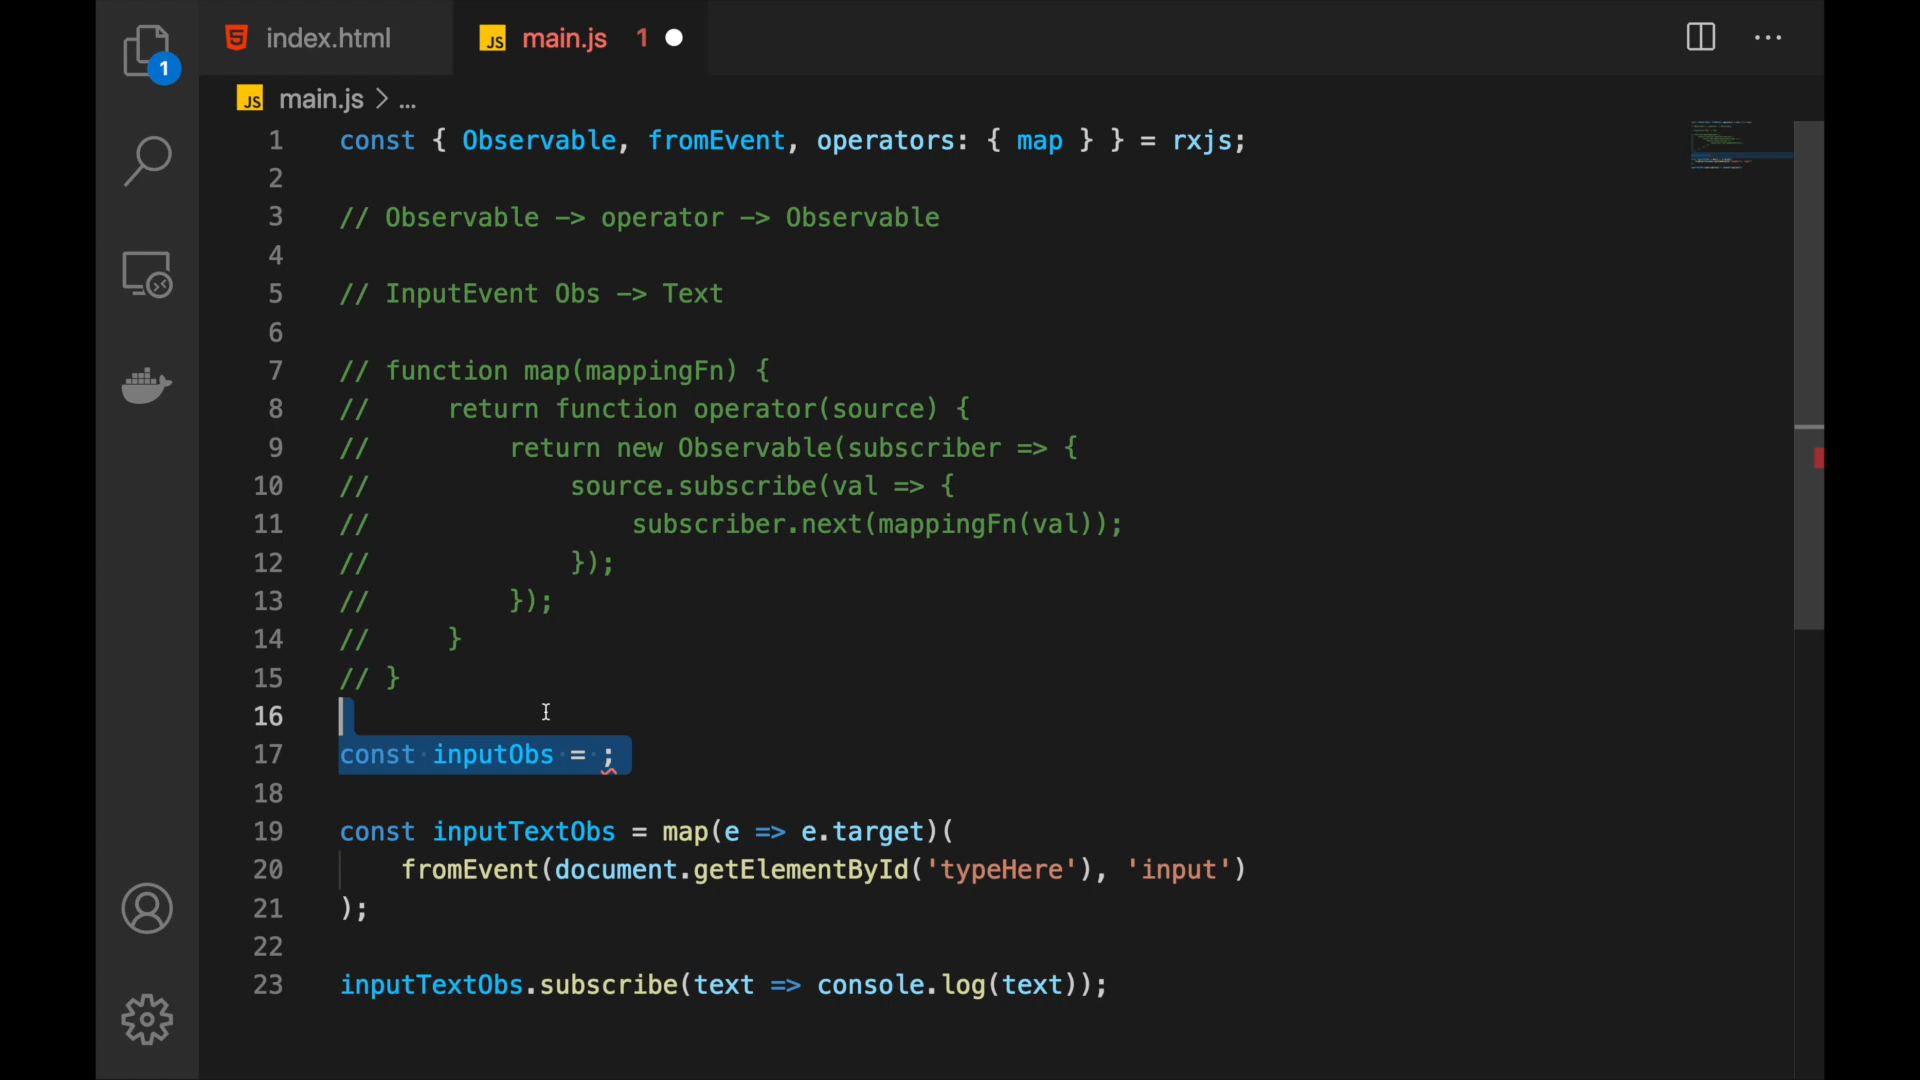 index.html
JS main.js 1
1
JS main.js > ...
1 const { Observable, fromEvent, operators: { map } } = rxjs;
2
3 // Observable -> operator -> Observable
4
5 // InputEvent Obs -> Text
6
7 // function map(mappingFn) {
8 //     return function operator(source) {
9 //         return new Observable(subscriber => {
10 //             source.subscribe(val => {
11 //                 subscriber.next(mappingFn(val));
12 //             });
13 //         });
14 //     }
15 // }
16
17 const inputObs = ;
18
19 const inputTextObs = map(e => e.target)(
20     fromEvent(document.getElementById('typeHere'), 'input')
21 );
22
23 inputTextObs.subscribe(text => console.log(text));